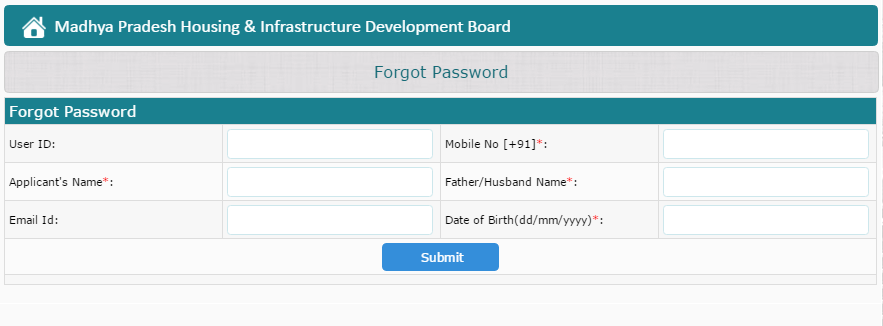 Madhya Pradesh Housing & Infrastructure Development Board
Forgot Password
Forgot Password
User ID: Mobile No [+91]*:
Applicant's Name*: Father/Husband Name*:
Email Id: Date of Birth(dd/mm/yyyy)*:
Submit